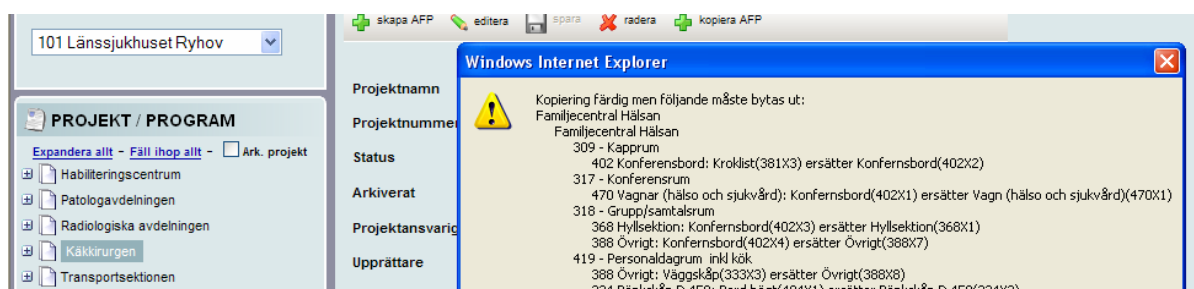 skapa AFP editera spara radera kopiera AFP
101 Länssjukhuset Ryhov
PROJEKT / PROGRAM
Expandera allt - Fäll ihop allt - Ark. projekt
Habiliteringscentrum
Patologavdelningen
Radiologiska avdelningen
Käkkirurgen
Transportsektionen
Projektnamn
Projektnummer
Status
Arkiverat
Projektansvarig
Upprättare
Windows Internet Explorer
Kopiering färdig men följande måste bytas ut:
Familjecentral Hälsan
Familjecentral Hälsan
309 - Kapprum
402 Konferensbord: Kroklist(381X3) ersätter Konfernsbord(402X2)
317 - Konferensrum
470 Vagnar (hälso och sjukvård): Konfernsbord(402X1) ersätter Vagn (hälso och sjukvård)(470X1)
318 - Grupp/samtalsrum
368 Hyllsektion: Konfernsbord(402X3) ersätter Hyllsektion(368X1)
388 Övrigt: Konfernsbord(402X4) ersätter Övrigt(388X7)
419 - Personaldagrum inkl kök
388 Övrigt: Väggskåp(333X3) ersätter Övrigt(388X8)